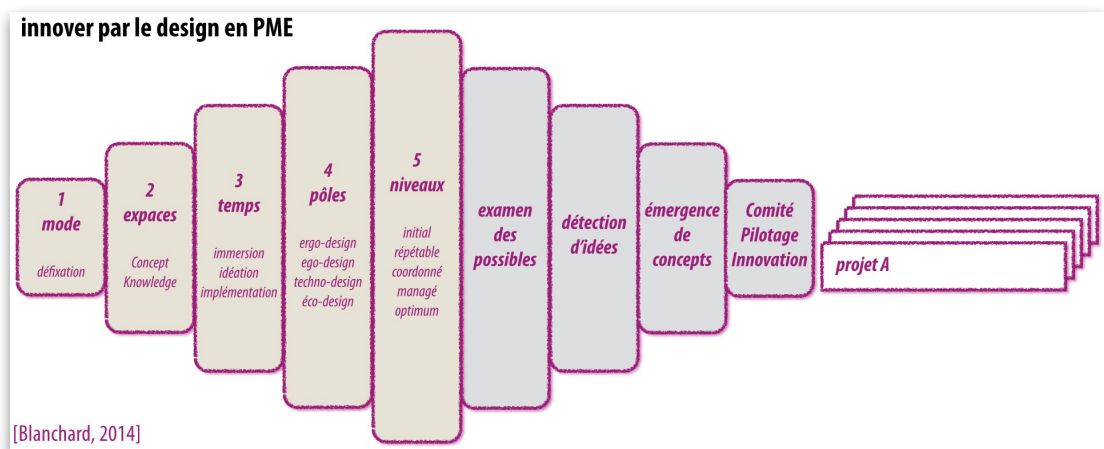 innover par le design en PME
1
mode
défixation
2
expaces
Concept
Knowledge
3
temps
immersion
idéation
implémentation
4
pôles
ergo-design
ego-design
techno-design
éco-design
5
niveaux
initial
répétable
coordonné
managé
optimum
examen
des
possibles
détection
d'idées
émergence
de
concepts
Comité
Pilotage
Innovation
projet A
[Blanchard, 2014]